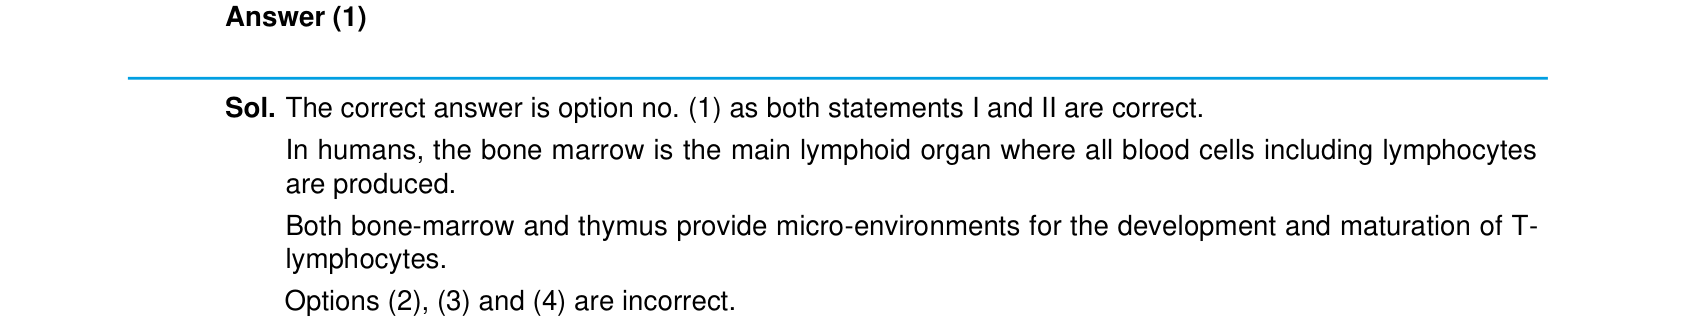 Answer (1)
Sol. The correct answer is option no. (1) as both statements I and II are correct.
In humans, the bone marrow is the main lymphoid organ where all blood cells including lymphocytes
are produced.
Both bone-marrow and thymus provide micro-environments for the development and maturation of T-
lymphocytes.
Options (2), (3) and (4) are incorrect.